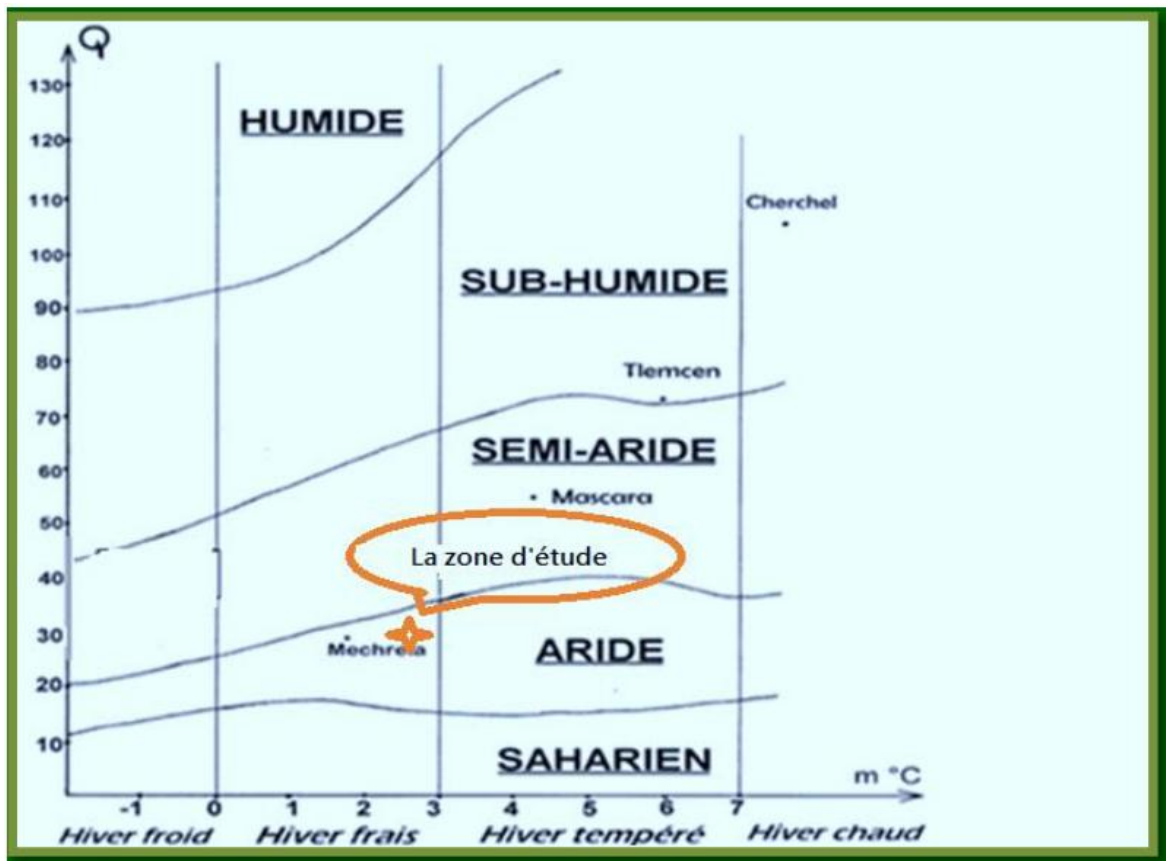 Q
130
HUMIDE
120
110
Cherchel
100
SUB-HUMIDE
90
80
Tlemcen
70
SEMI-ARIDE
60
Mascara
50
La zone d'étude
40
30
Mechreia
ARIDE
20
10
SAHARIEN
m °C
-1 0 1 2 3 4 5 6 7
Hiver froid Hiver frais Hiver tempéré Hiver chaud